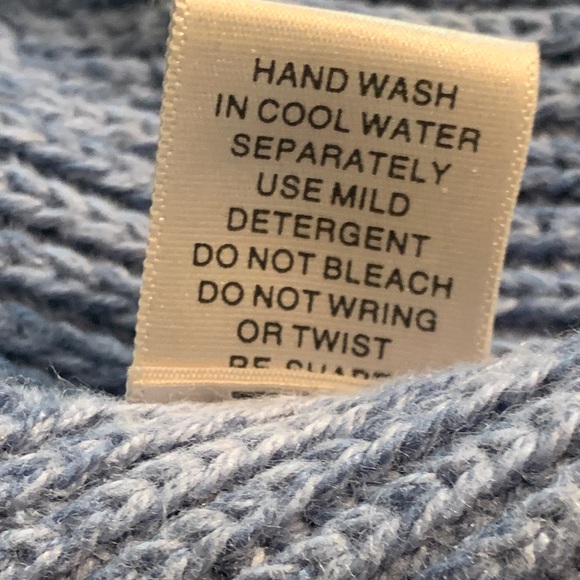 HAND WASH
IN COOL WATER
SEPARATELY
USE MILD
DETERGENT
DO NOT BLEACH
DO NOT WRING
OR TWIST